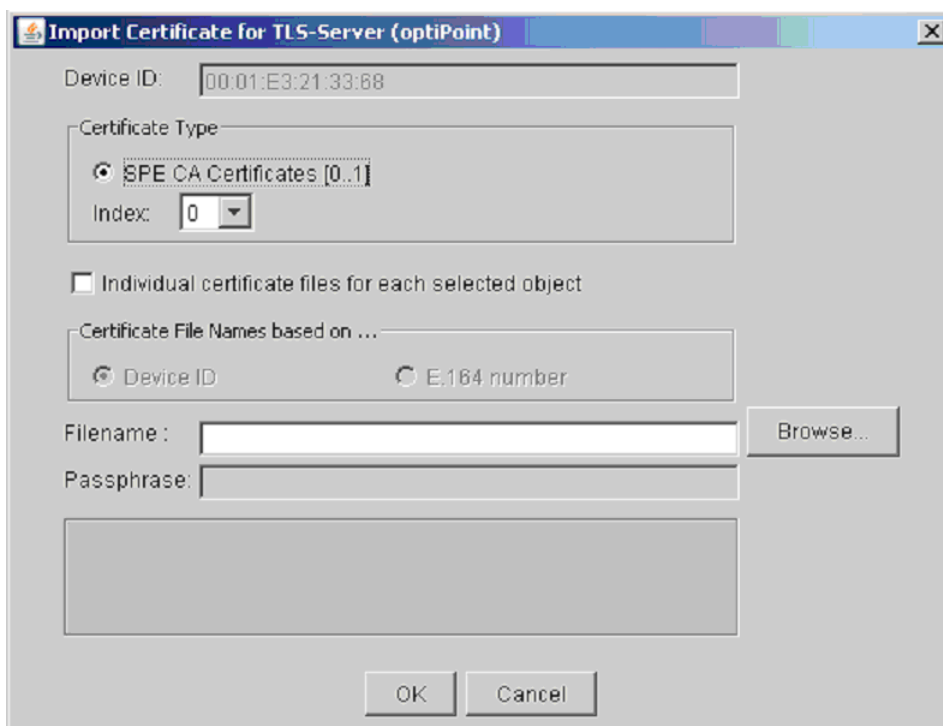 Import Certificate for TLS-Server (optiPoint)
Device ID: 00:01:E3:21:33:68
Certificate Type
SPE CA Certificates [0..1]
Index: 0
Individual certificate files for each selected object
Certificate File Names based on ...
Device ID E.164 number
Filename : Browse...
Passphrase:
OK Cancel